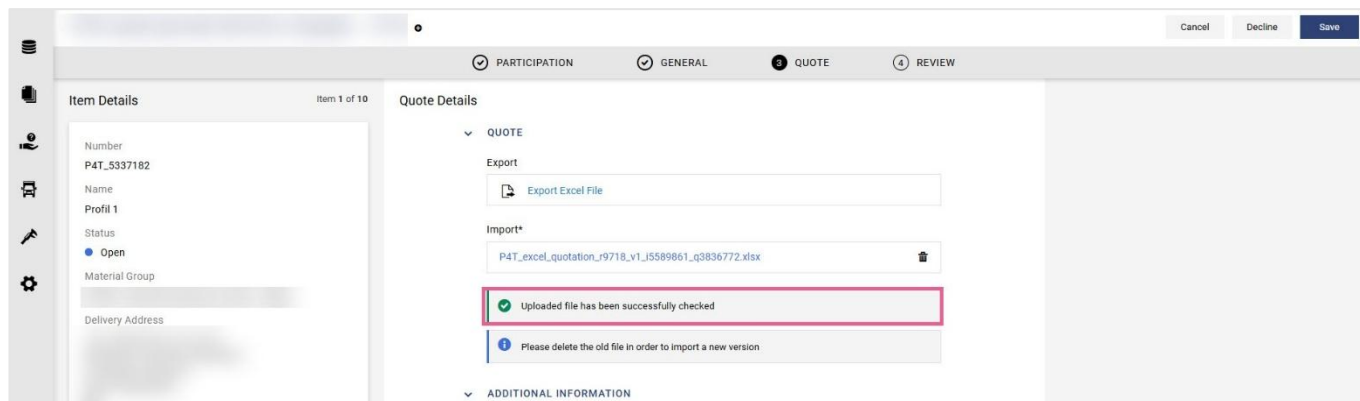 Cancel Decline Save
PARTICIPATION GENERAL 3 QUOTE 4 REVIEW
Item Details Item 1 of 10
Number
P4T_5337182
Name
Profil 1
Status
Open
Material Group
Delivery Address
Quote Details
QUOTE
Export
Export Excel File
Import*
P4T_excel_quotation_r9718_v1_i5589861_q3836772.xlsx
Uploaded file has been successfully checked
Please delete the old file in order to import a new version
ADDITIONAL INFORMATION